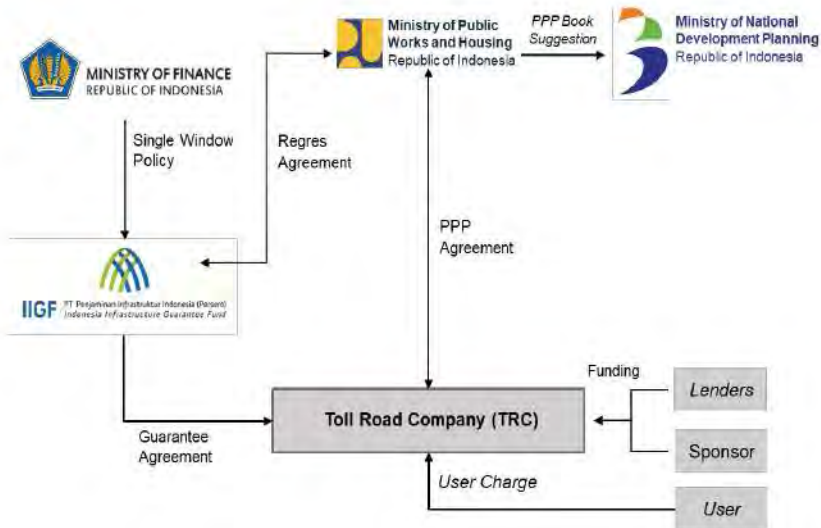 MINISTRY OF FINANCE
REPUBLIC OF INDONESIA
Ministry of Public
Works and Housing
Republic of Indonesia
PPP Book
Suggestion
Ministry of National
Development Planning
Republic of Indonesia
Single Window
Policy
Regres
Agreement
PPP
Agreement
IIGF
PT Penjaminan Infrastruktur Indonesia (Persero)
Indonesia Infrastructure Guarantee Fund
Guarantee
Agreement
Toll Road Company (TRC)
Funding
Lenders
Sponsor
User Charge
User